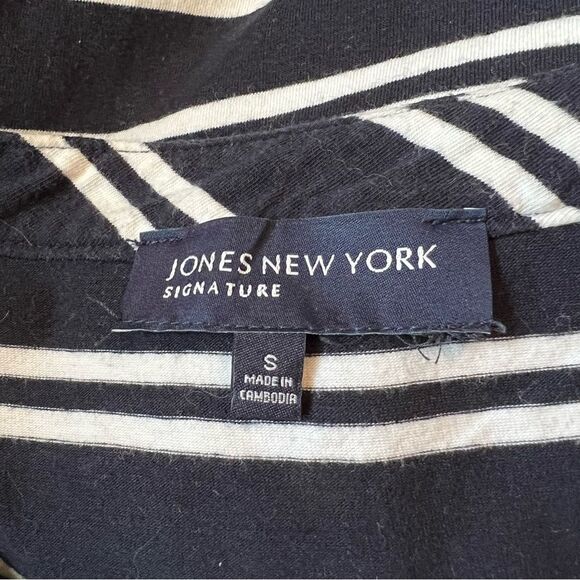 JONES NEW YORK
SIGNATURE
S
MADE IN
CAMBODIA